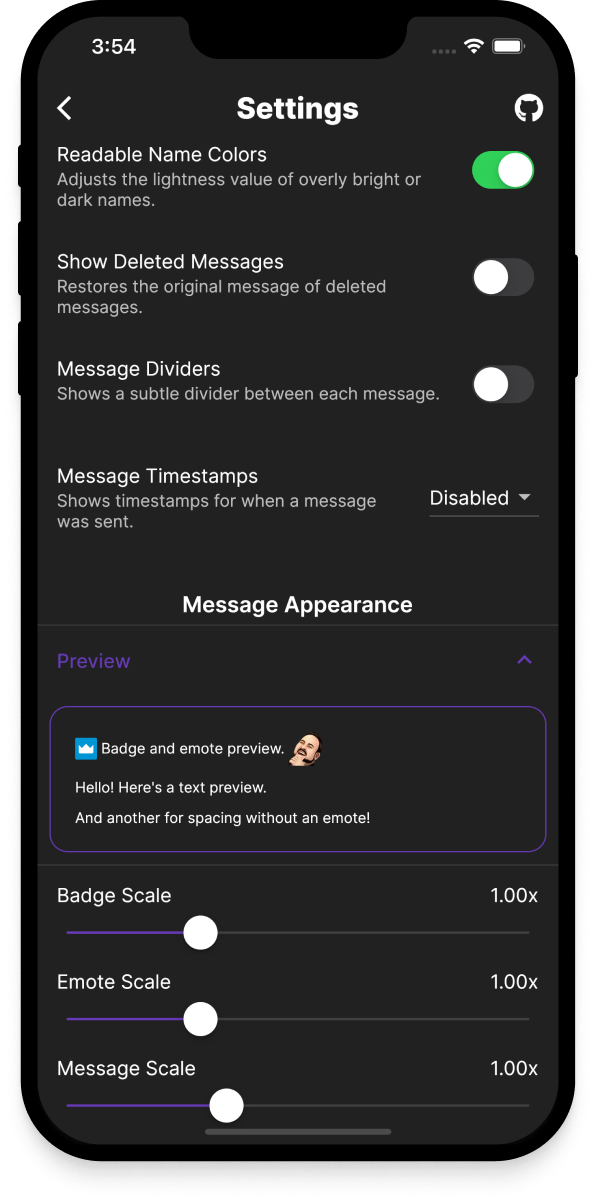 3:54
Settings
Readable Name Colors
Adjusts the lightness value of overly bright or
dark names.
Show Deleted Messages
Restores the original message of deleted
messages.
Message Dividers
Shows a subtle divider between each message.
Message Timestamps
Shows timestamps for when a message
was sent.
Disabled
Message Appearance
Preview
Badge and emote preview.
Hello! Here's a text preview.
And another for spacing without an emote!
Badge Scale 1.00x
Emote Scale 1.00x
Message Scale 1.00x